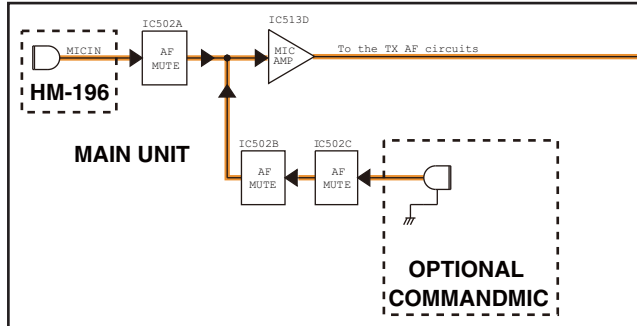 IC502A
IC513D
MICIN
AF
MUTE
MIC
AMP
To the TX AF circuits
HM-196
MAIN UNIT
IC502B
IC502C
AF
MUTE
AF
MUTE
OPTIONAL
COMMANDMIC